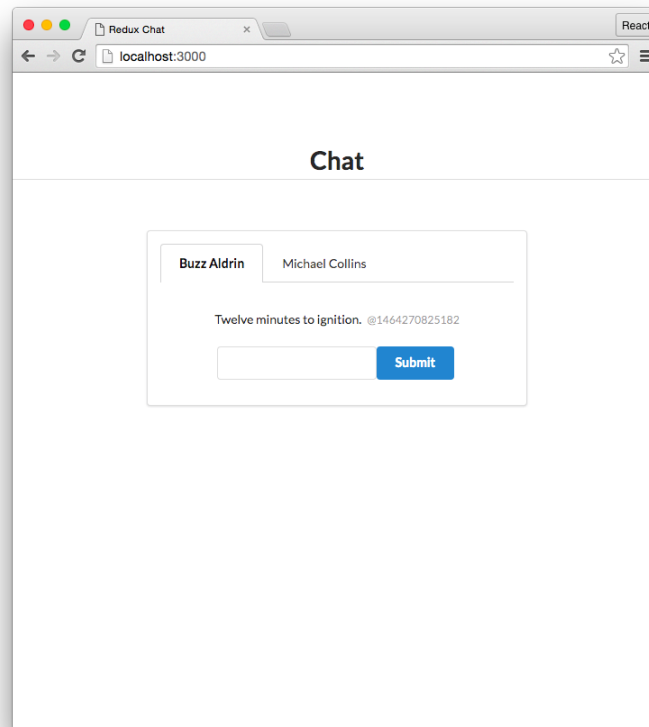 Redux Chat
React
localhost:3000
Chat
Buzz Aldrin Michael Collins
Twelve minutes to ignition. @1464270825182
Submit